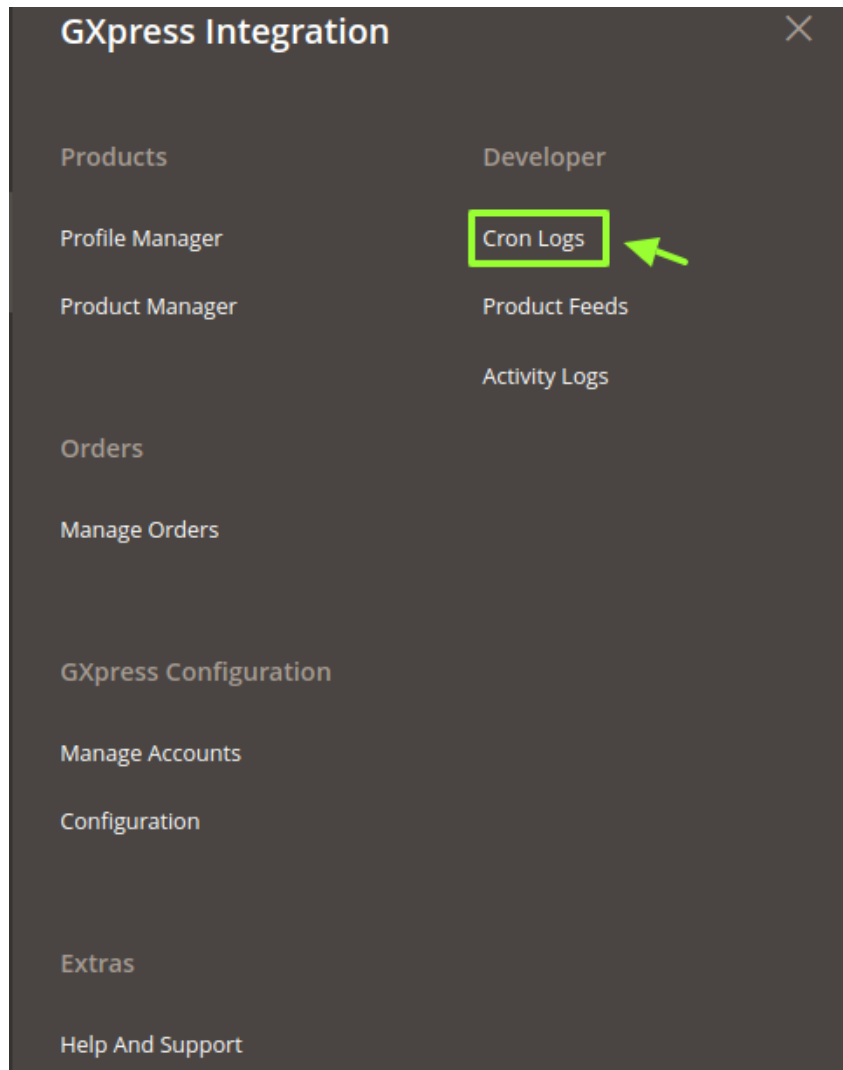 GXpress Integration
Products
Profile Manager
Product Manager
Developer
Cron Logs
Product Feeds
Activity Logs
Orders
Manage Orders
GXpress Configuration
Manage Accounts
Configuration
Extras
Help And Support